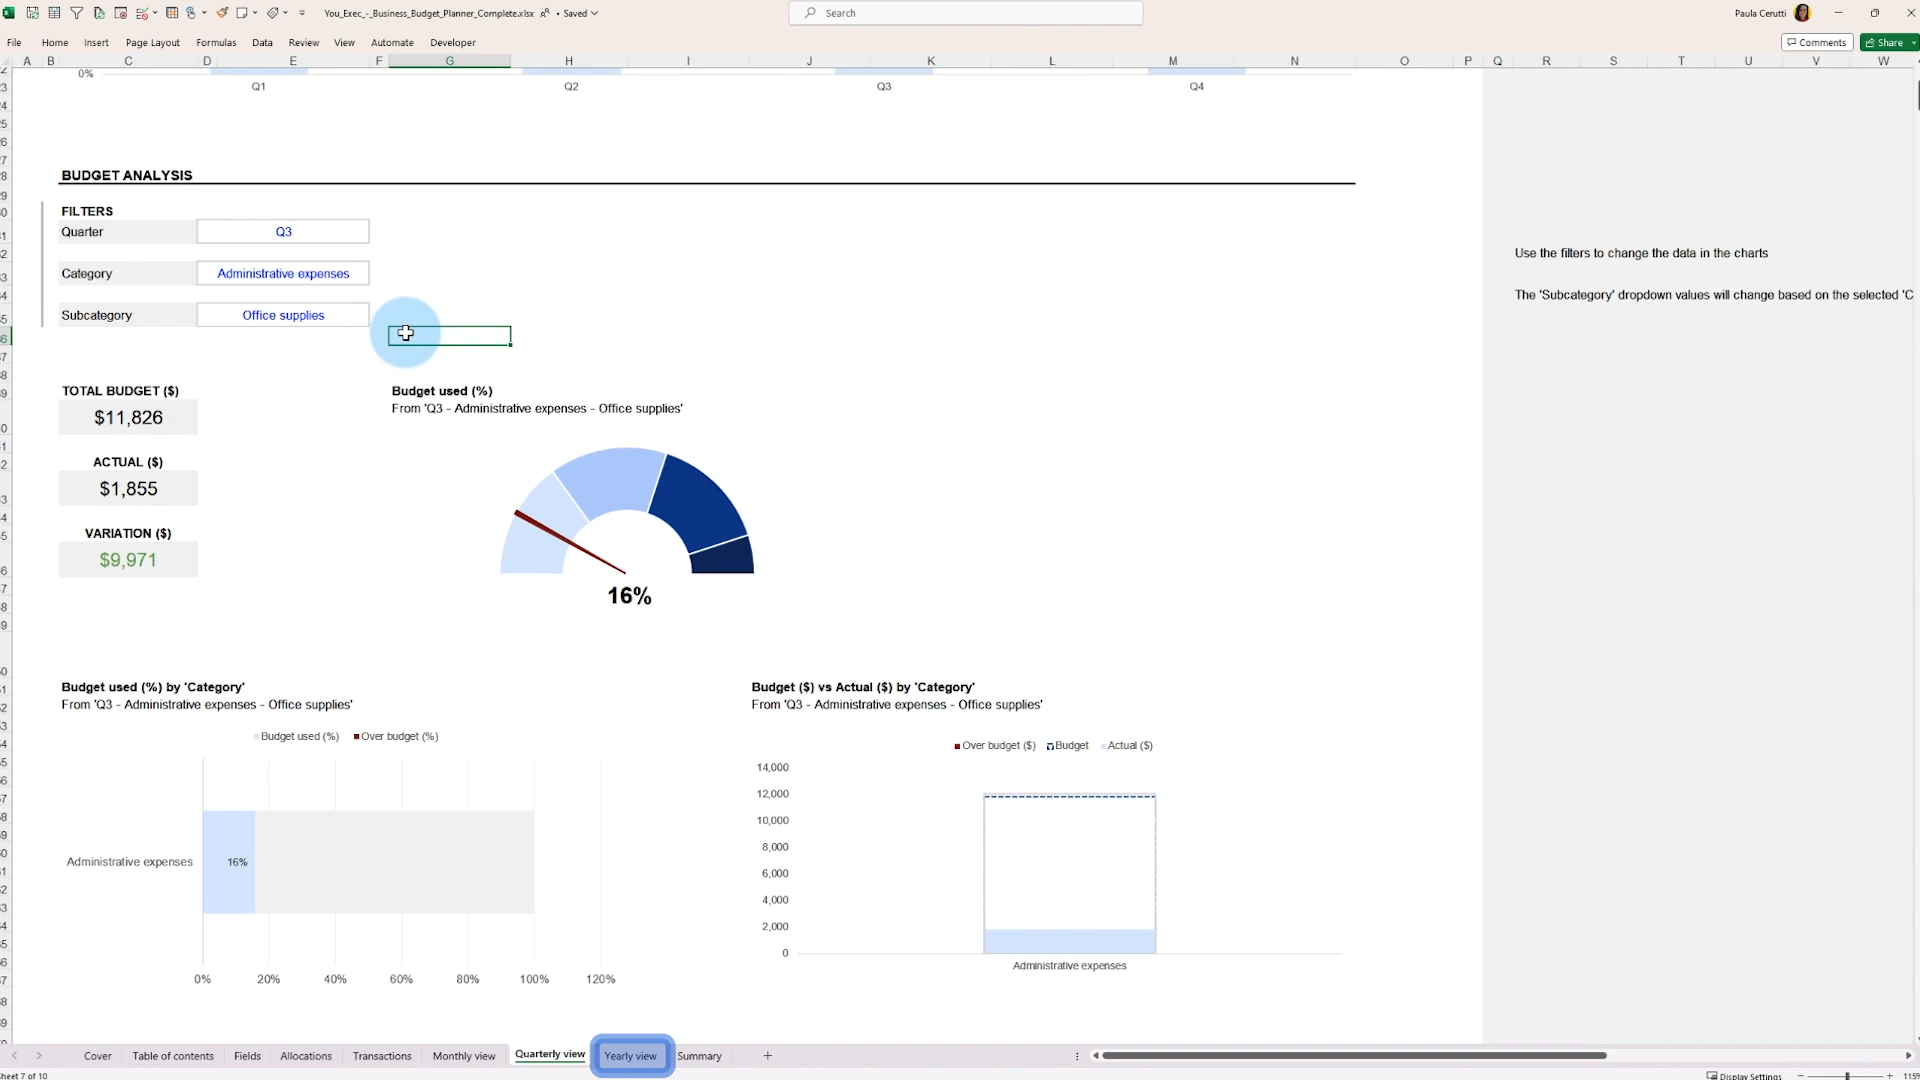 You_Exec_-_Business_Budget_Planner_Complete.xlsx • Saved
Search
Paula Cerutti
File Home Insert Page Layout Formulas Data Review View Automate Developer
Comments Share
A B C D E F G H I J K L M N O P Q R S T U V W
0%
Q1 Q2 Q3 Q4
BUDGET ANALYSIS
FILTERS
Quarter Q3
Use the filters to change the data in the charts
Category Administrative expenses
The 'Subcategory' dropdown values will change based on the selected 'C
Subcategory Office supplies
TOTAL BUDGET ($)
$11,826
ACTUAL ($)
$1,855
VARIATION ($)
$9,971
Budget used (%)
From 'Q3 - Administrative expenses - Office supplies'
16%
Budget used (%) by 'Category'
From 'Q3 - Administrative expenses - Office supplies'
Budget used (%) Over budget (%)
Administrative expenses 16%
0% 20% 40% 60% 80% 100% 120%
Budget ($) vs Actual ($) by 'Category'
From 'Q3 - Administrative expenses - Office supplies'
Over budget ($) Budget Actual ($)
14,000
12,000
10,000
8,000
6,000
4,000
2,000
0
Administrative expenses
Cover Table of contents Fields Allocations Transactions Monthly view Quarterly view Yearly view Summary
heet 7 of 10
Display Settings
115%